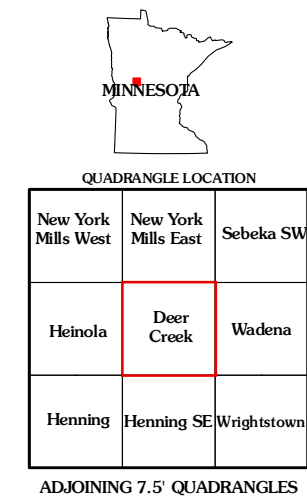 MINNESOTA
QUADRANGLE LOCATION
New York
Mills West
New York
Mills East
Sebeka SW
Heinola
Deer
Creek
Wadena
Henning
Henning SE
Wrightstown
ADJOINING 7.5' QUADRANGLES